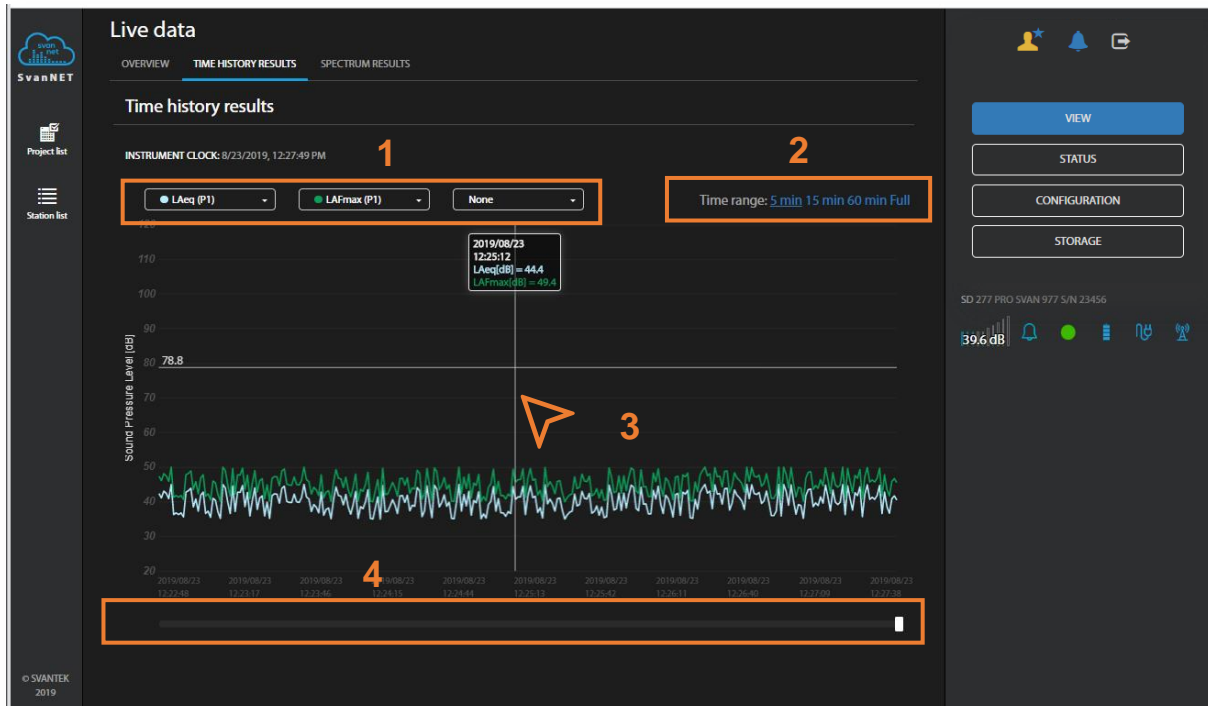 svan
net
SvanNET
Project list
Station list
© SVANTEK
2019
Live data
OVERVIEW TIME HISTORY RESULTS SPECTRUM RESULTS
Time history results
INSTRUMENT CLOCK: 8/23/2019, 12:27:49 PM
1
2
LAeq (P1) LAFmax (P1) None
Time range: 5 min 15 min 60 min Full
2019/08/23
12:25:12
LAeq[dB] = 44.4
LAFmax[dB] = 49.4
Sound Pressure Level [dB]
120
110
100
90
80
78.8
70
60
50
40
30
20
3
4
2019/08/23 2019/08/23 2019/08/23 2019/08/23 2019/08/23 2019/08/23 2019/08/23 2019/08/23 2019/08/23 2019/08/23 2019/08/23
12:22:48 12:23:17 12:23:46 12:24:15 12:24:44 12:25:13 12:25:42 12:26:11 12:26:40 12:27:09 12:27:38
VIEW
STATUS
CONFIGURATION
STORAGE
SD 277 PRO SVAN 977 S/N 23456
39.6 dB